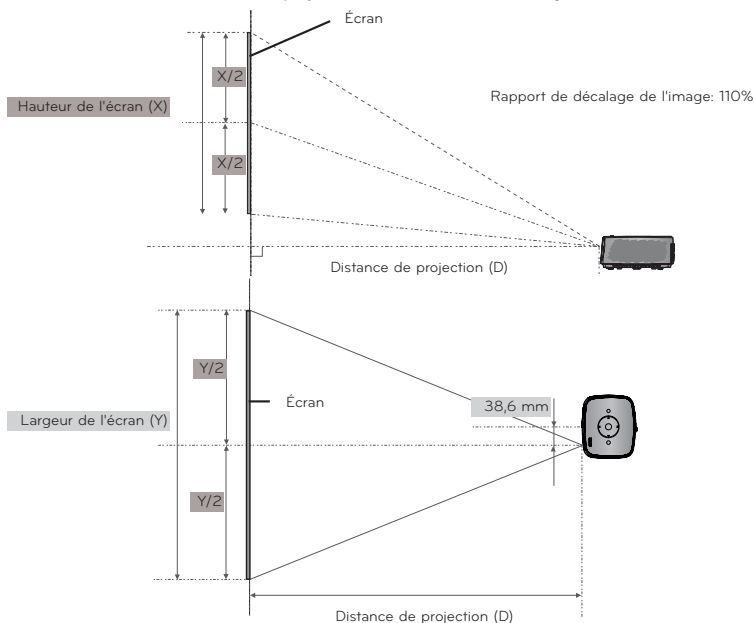 Écran
X/2
Hauteur de l'écran (X)
Rapport de décalage de l'image: 110%
X/2
Distance de projection (D)
Y/2
Écran
38,6 mm
Largeur de l'écran (Y)
Y/2
Distance de projection (D)